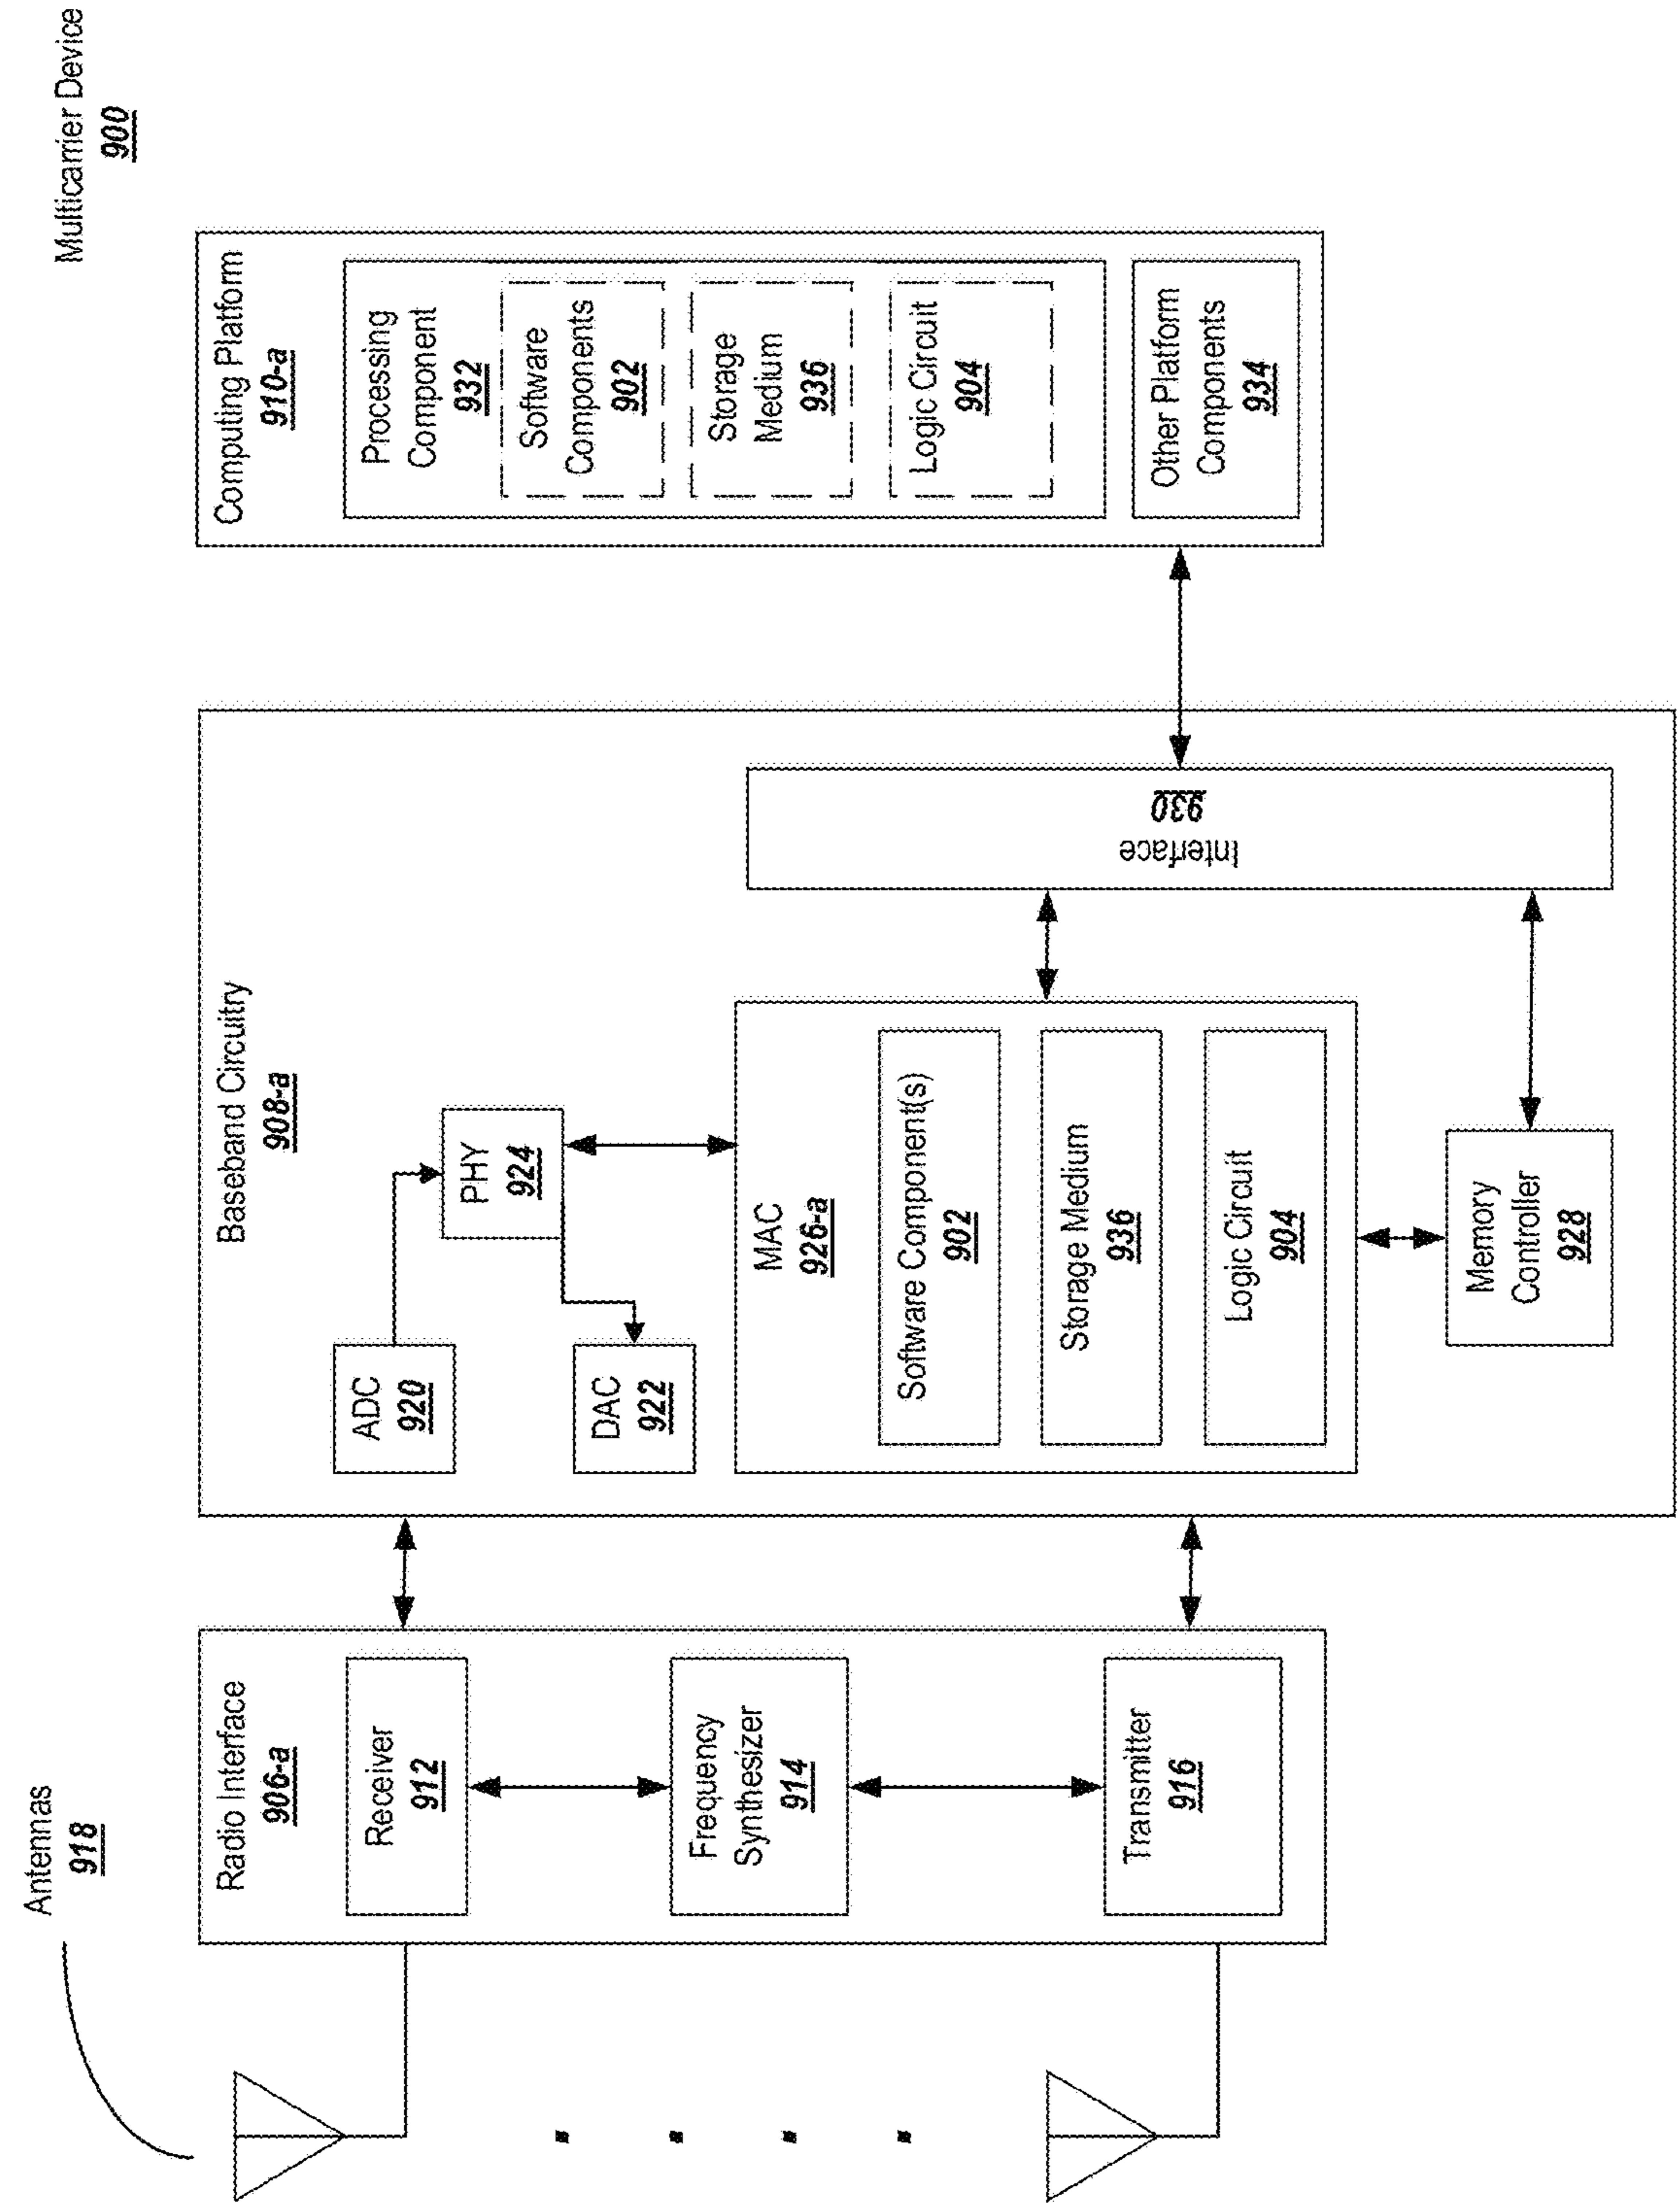 Multicarrier Device
900
Antennas
918
Radio Interface
906-a
Receiver
912
Frequency
Synthesizer
914
Transmitter
916
Baseband Circuitry
908-a
ADC
920
PHY
924
DAC
922
MAC
926-a
Software Component(s)
902
Storage Medium
936
Logic Circuit
904
Memory
Controller
928
Interface
930
Computing Platform
910-a
Processing
Component
932
Software
Components
902
Storage
Medium
936
Logic Circuit
904
Other Platform
Components
934